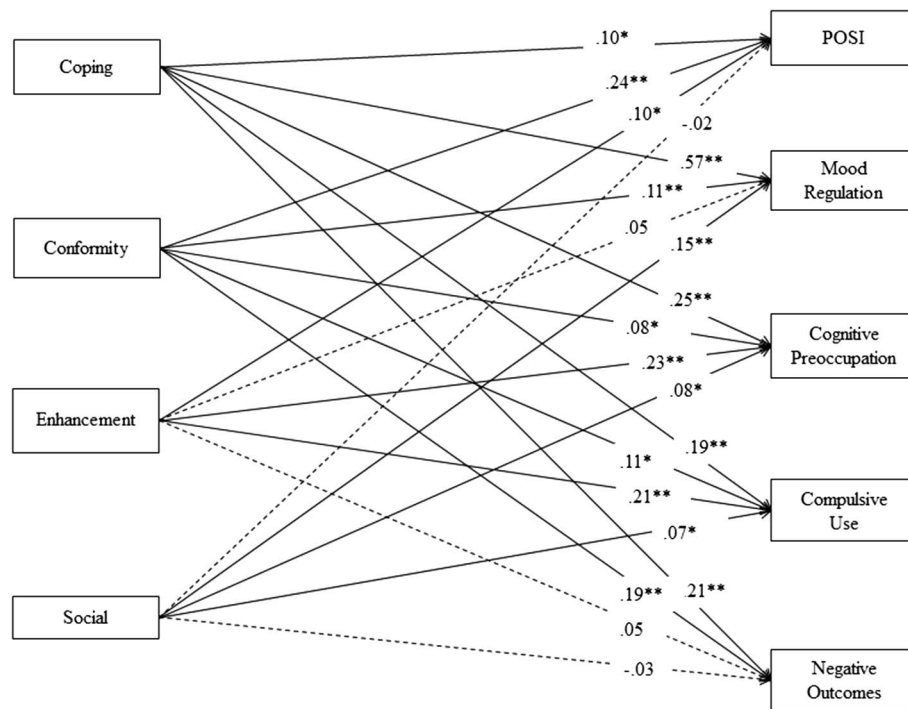 POSI
.10*
Coping
.24**
.10*
-.02
.57**
Mood
Regulation
.11**
.05
.15**
Conformity
.25**
.08*
Cognitive
Preoccupation
.23**
.08*
Enhancement
.19**
.11*
.21**
Compulsive
Use
.07*
Social
.19**
.21**
.05
-.03
Negative
Outcomes